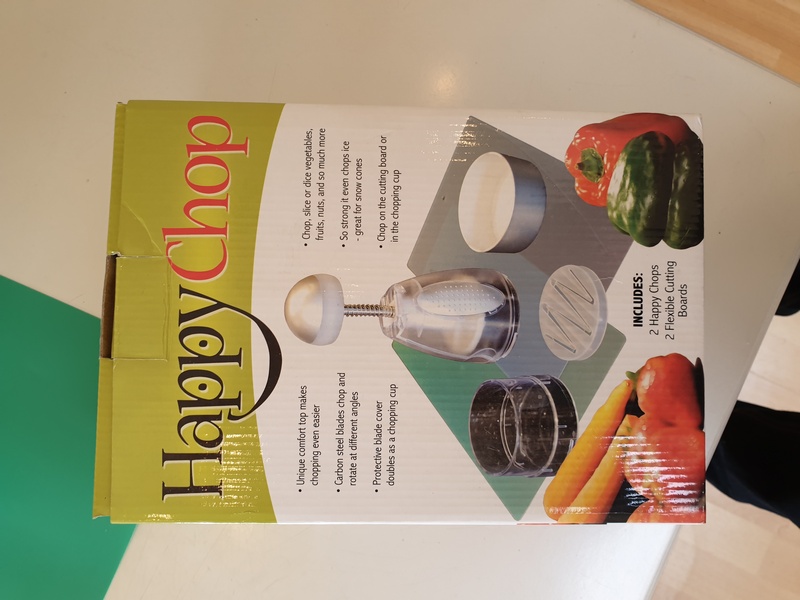 Happy Chop
• Unique comfort top makes
chopping even easier
• Carbon steel blades chop and
rotate at different angles
• Protective blade cover
doubles as a chopping cup
• Chop, slice or dice vegetables,
fruits, nuts, and so much more
• So strong it even chops ice
- great for snow cones
• Chop on the cutting board or
in the chopping cup
INCLUDES:
2 Happy Chops
2 Flexible Cutting
Boards